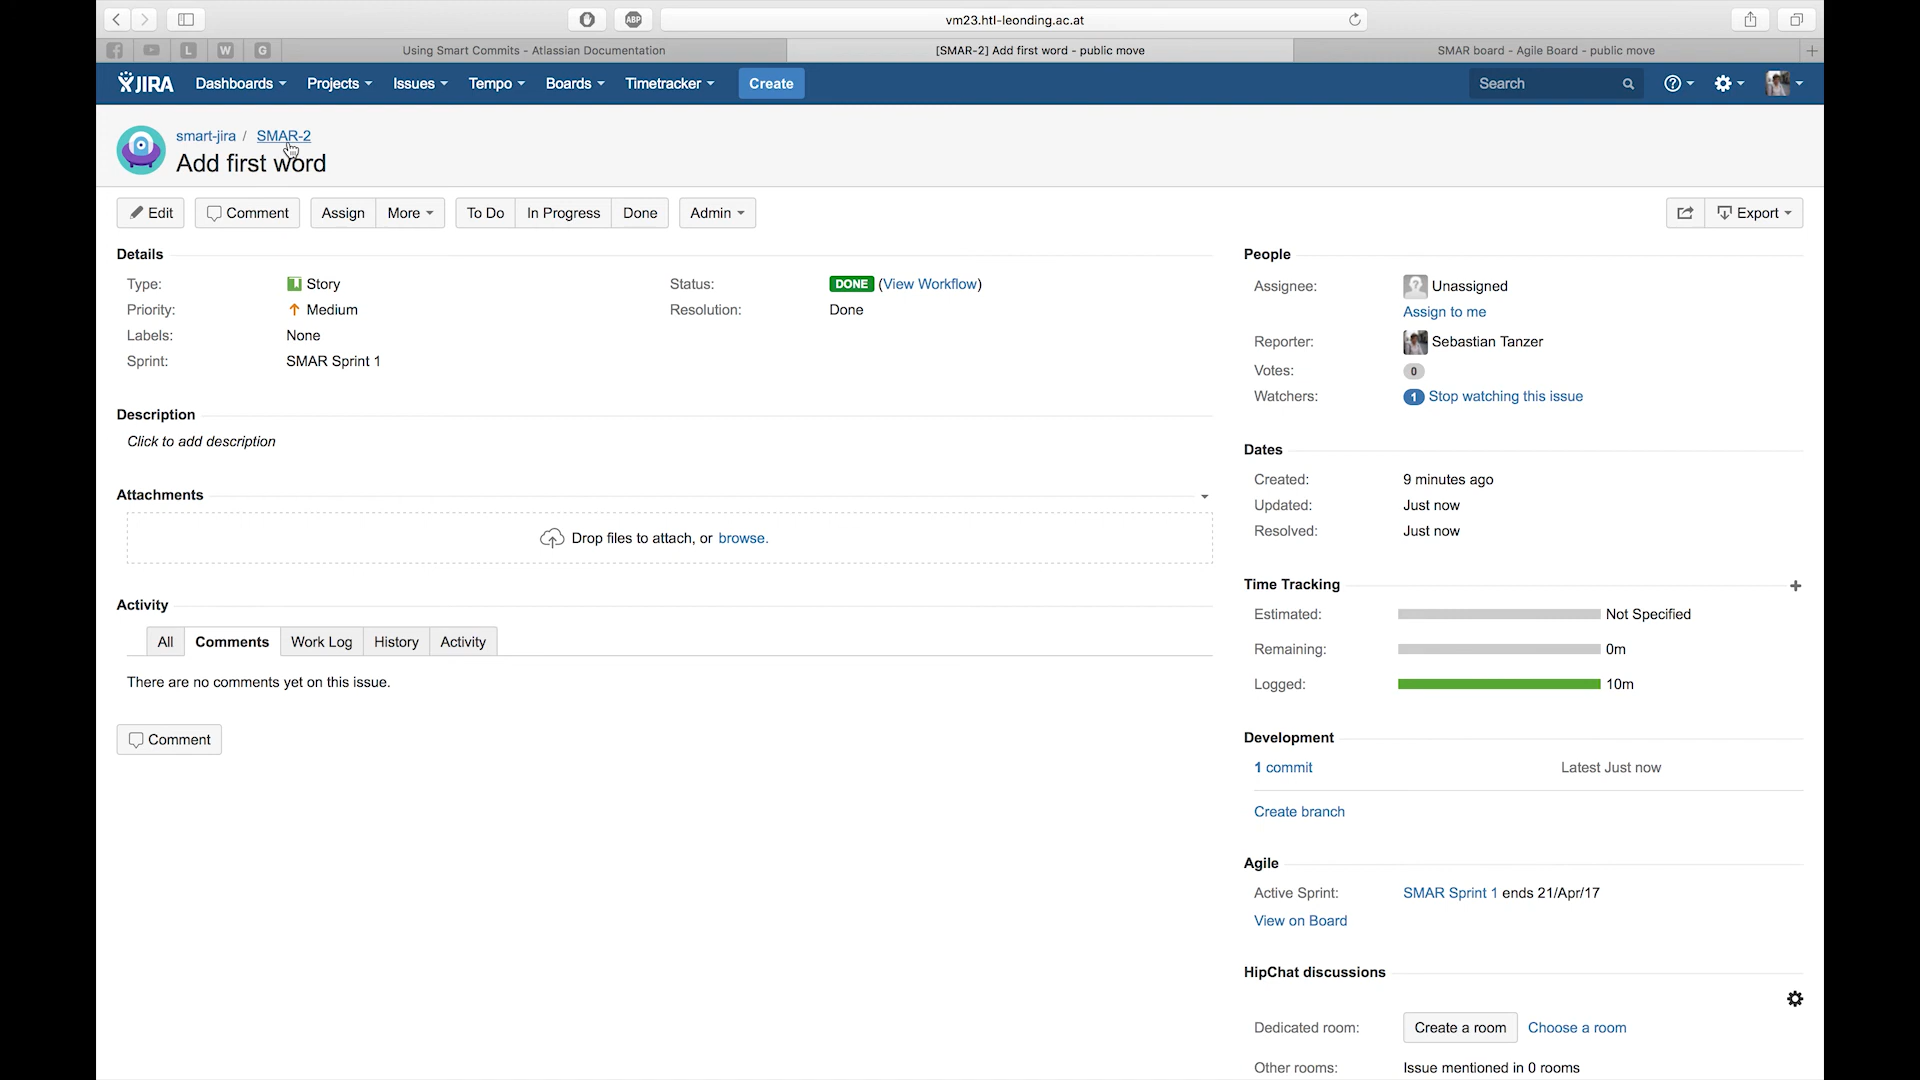 ABP
vm23.htl-leonding.ac.at
L
W
G
Using Smart Commits - Atlassian Documentation
[SMAR-2] Add first word - public move
SMAR board - Agile Board - public move
JIRA
Dashboards
Projects
Issues
Tempo
Boards
Timetracker
Create
Search
smart-jira / SMAR-2
Add first word
Edit
Comment
Assign
More
To Do
In Progress
Done
Admin
Export
Details
Type: Story
Status: DONE (View Workflow)
Priority: Medium
Resolution: Done
Labels: None
Sprint: SMAR Sprint 1
Description
Click to add description
Attachments
Drop files to attach, or browse.
Activity
All
Comments
Work Log
History
Activity
There are no comments yet on this issue.
Comment
People
Assignee: Unassigned
Assign to me
Reporter: Sebastian Tanzer
Votes: 0
Watchers: 1 Stop watching this issue
Dates
Created: 9 minutes ago
Updated: Just now
Resolved: Just now
Time Tracking
Estimated: Not Specified
Remaining: 0m
Logged: 10m
Development
1 commit Latest Just now
Create branch
Agile
Active Sprint: SMAR Sprint 1 ends 21/Apr/17
View on Board
HipChat discussions
Dedicated room: Create a room Choose a room
Other rooms: Issue mentioned in 0 rooms